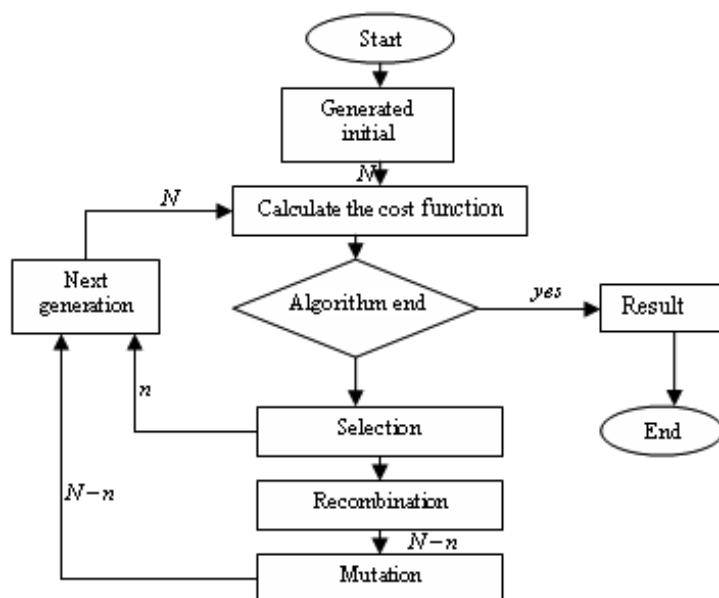 Start
Generated
initial
N
N
Calculate the cost function
Next
generation
Algorithm end
yes
Result
n
Selection
End
N-n
Recombination
N-n
Mutation